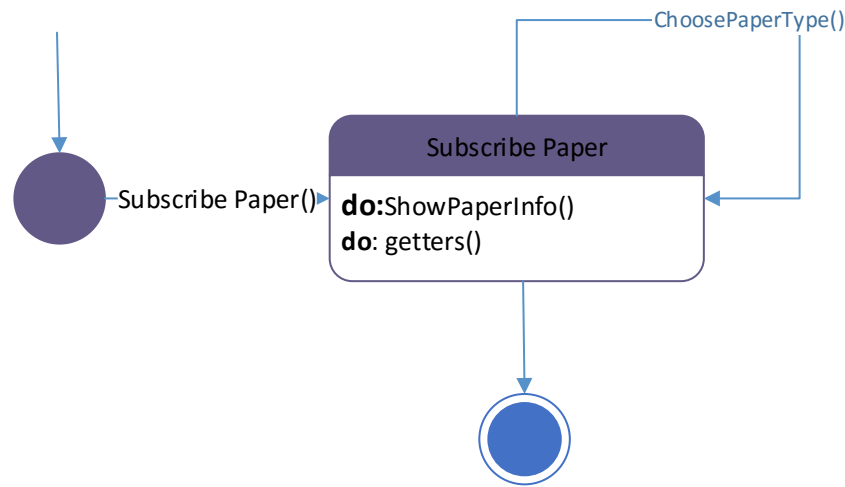 ChoosePaperType()
Subscribe Paper
Subscribe Paper()
do:ShowPaperInfo()
do: getters()